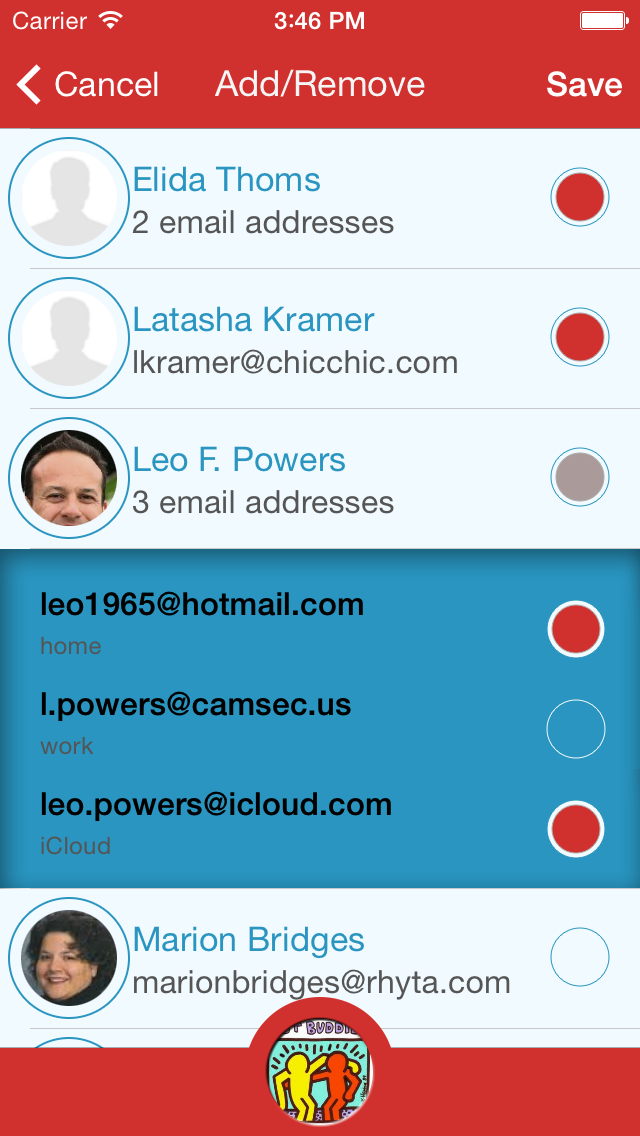 Carrier 3:46 PM
Cancel Add/Remove Save
Elida Thoms
2 email addresses
Latasha Kramer
lkramer@chicchic.com
Leo F. Powers
3 email addresses
leo1965@hotmail.com
home
l.powers@camsec.us
work
leo.powers@icloud.com
iCloud
Marion Bridges
marionbridges@rhyta.com
BUDDIE